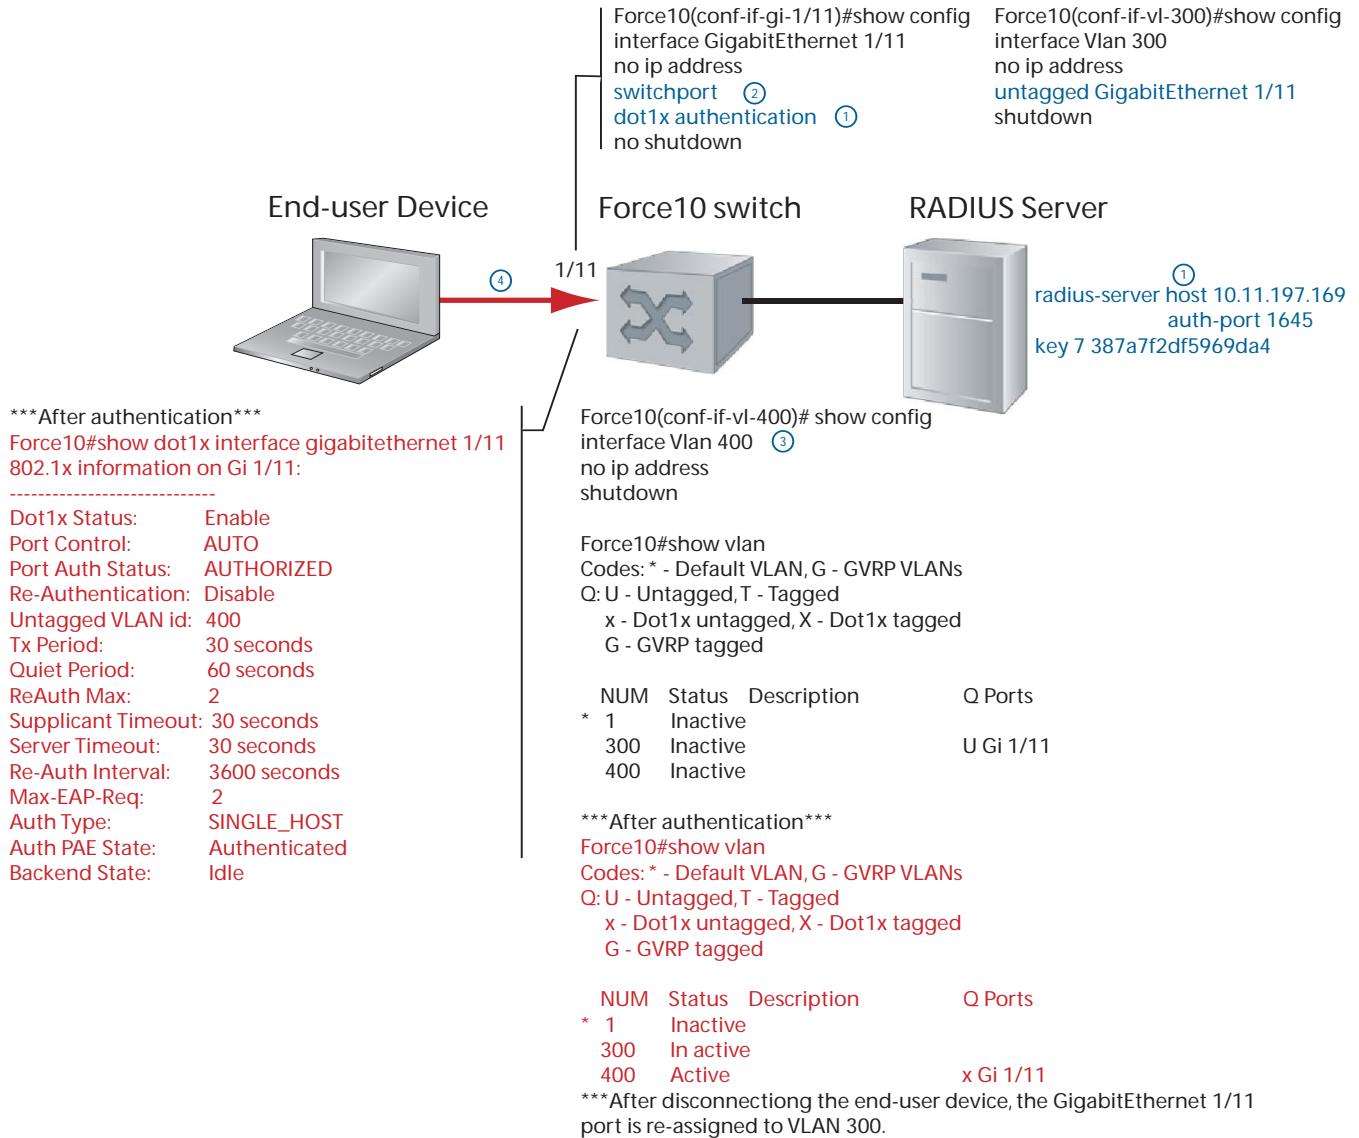 Force10(conf-if-gi-1/11)#show config
interface GigabitEthernet 1/11
no ip address
switchport 2
dot1x authentication 1
no shutdown
Force10(conf-if-vl-300)#show config
interface Vlan 300
no ip address
untagged GigabitEthernet 1/11
shutdown
End-user Device
Force10 switch
RADIUS Server
4
1/11
1
radius-server host 10.11.197.169
auth-port 1645
key 7 387a7f2df5969da4
***After authentication***
Force10#show dot1x interface gigabitethernet 1/11
802.1x information on Gi 1/11:
-----------------------------
Dot1x Status: Enable
Port Control: AUTO
Port Auth Status: AUTHORIZED
Re-Authentication: Disable
Untagged VLAN id: 400
Tx Period: 30 seconds
Quiet Period: 60 seconds
ReAuth Max: 2
Supplicant Timeout: 30 seconds
Server Timeout: 30 seconds
Re-Auth Interval: 3600 seconds
Max-EAP-Req: 2
Auth Type: SINGLE_HOST
Auth PAE State: Authenticated
Backend State: Idle
Force10(conf-if-vl-400)# show config
interface Vlan 400 3
no ip address
shutdown
Force10#show vlan
Codes: * - Default VLAN, G - GVRP VLANs
Q: U - Untagged, T - Tagged
x - Dot1x untagged, X - Dot1x tagged
G - GVRP tagged
NUM Status Description Q Ports
* 1 Inactive
300 Inactive U Gi 1/11
400 Inactive
***After authentication***
Force10#show vlan
Codes: * - Default VLAN, G - GVRP VLANs
Q: U - Untagged, T - Tagged
x - Dot1x untagged, X - Dot1x tagged
G - GVRP tagged
NUM Status Description Q Ports
* 1 Inactive
300 In active
400 Active x Gi 1/11
***After disconnectiong the end-user device, the GigabitEthernet 1/11
port is re-assigned to VLAN 300.